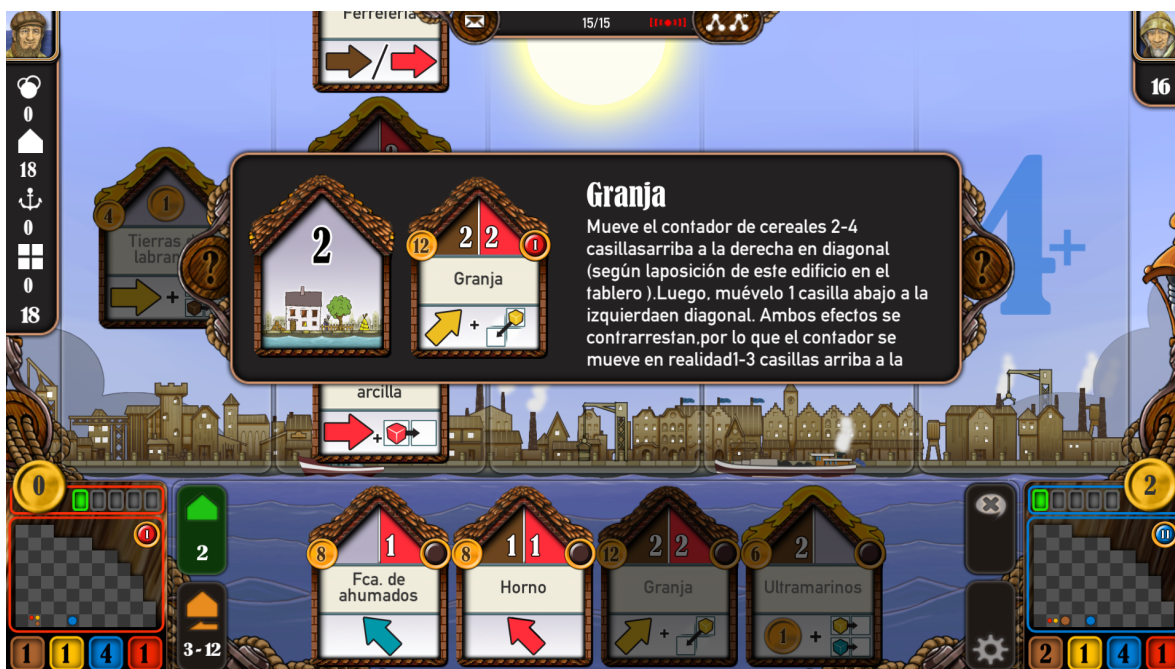 Ferretería
15/15
0
18
0
0
18
16
4
1
Tierras de
labran
4+
2
12
2
2
I
Granja
Granja
Mueve el contador de cereales 2-4
casillasarriba a la derecha en diagonal
(según laposición de este edificio en el
tablero ).Luego, muévelo 1 casilla abajo a la
izquierdaen diagonal. Ambos efectos se
contrarrestan,por lo que el contador se
mueve en realidad1-3 casillas arriba a la
arcilla
0
2
I
II
2
3-12
8
1
Fca. de
ahumados
8
1
1
Horno
12
2
2
Granja
6
2
Ultramarinos
1
1
1
4
1
2
1
4
1